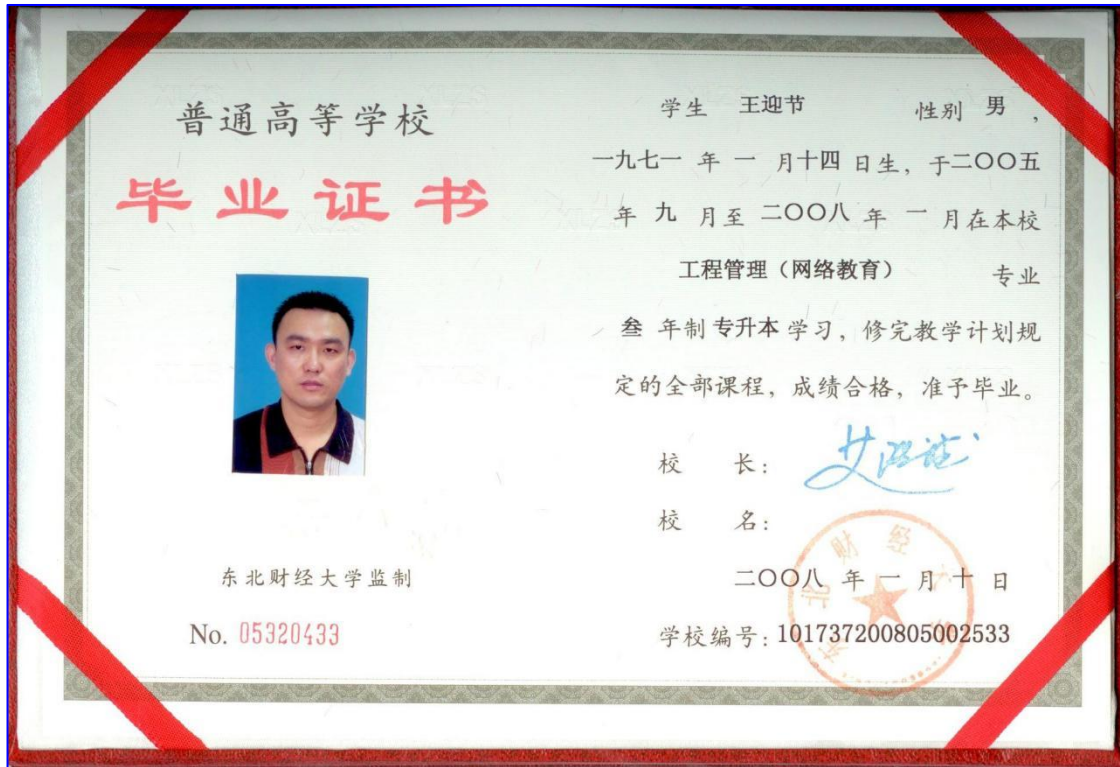 普通高等学校
毕业证书
东北财经大学监制
No. 05320433
学生 王迎节 性别 男，
一九七一 年 一 月十四 日生，于二〇〇五
年 九 月至 二〇〇八 年 一 月在本校
工程管理（网络教育） 专业
叁 年制 专升本 学习，修完教学计划规
定的全部课程，成绩合格，准予毕业。
校 长：
校 名：
东北财经大学
二〇〇八 年 一 月 十 日
学校编号：101737200805002533